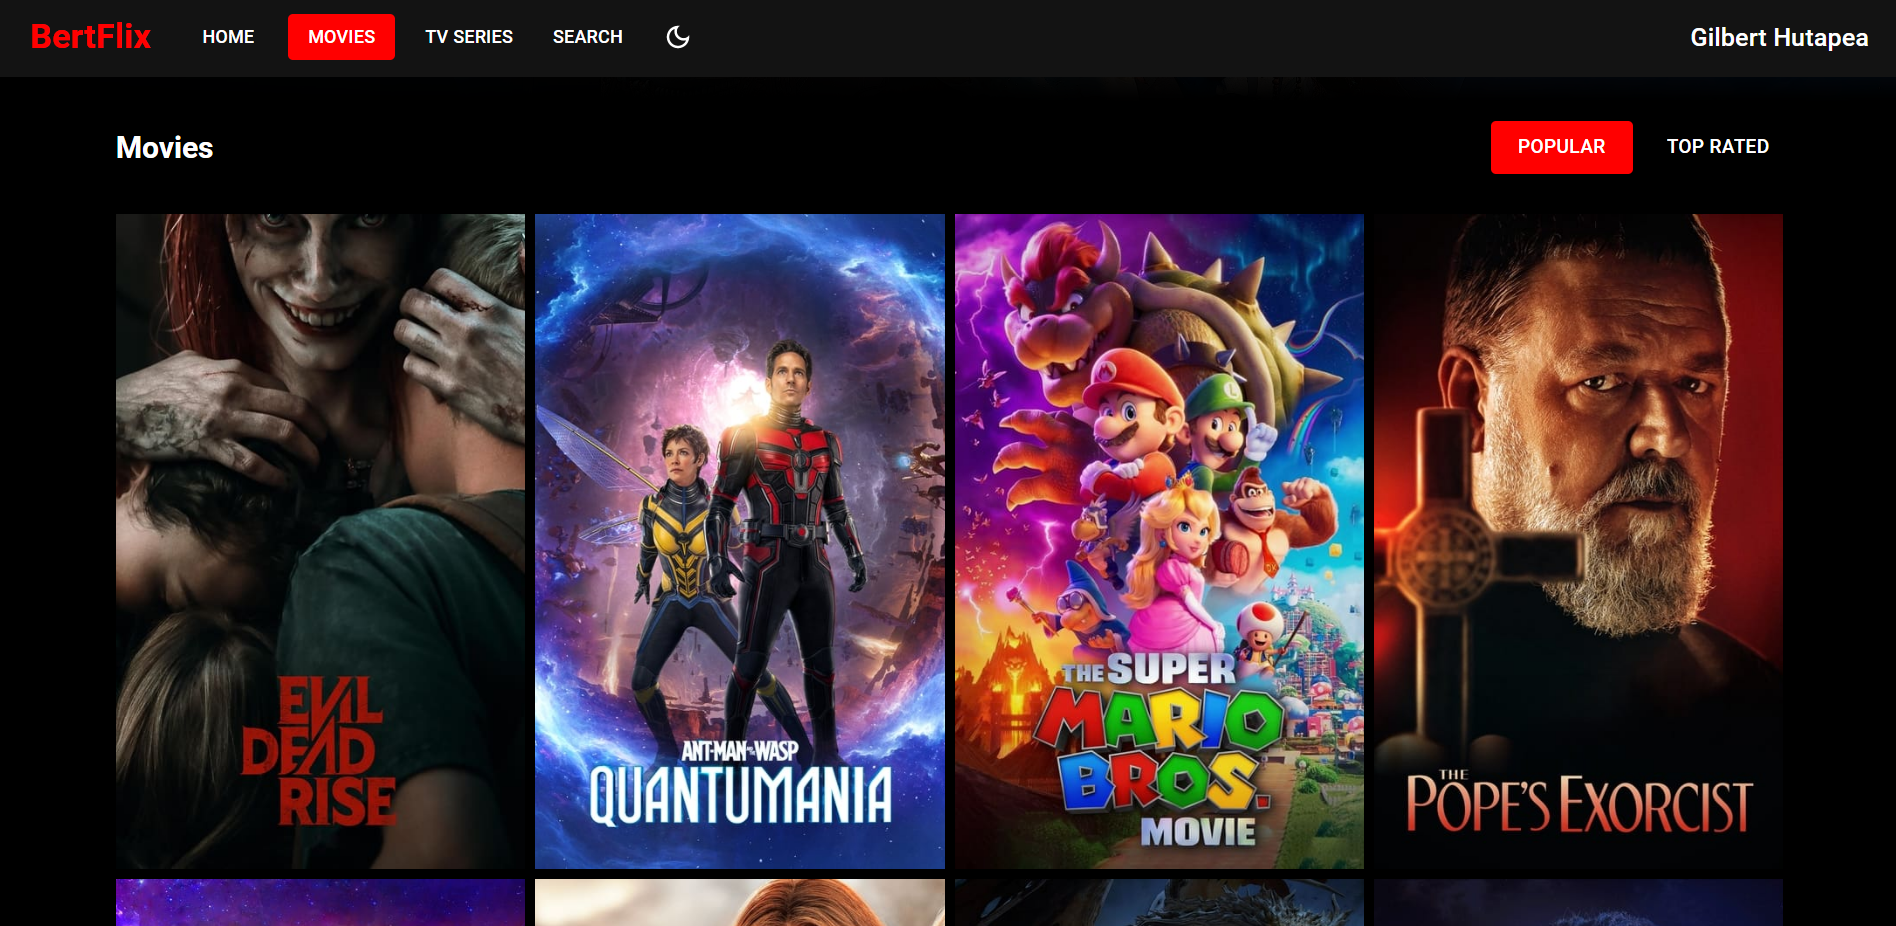 BertFlix HOME MOVIES TV SERIES SEARCH Gilbert Hutapea
Movies POPULAR TOP RATED
EVIL
DEAD
RISE
ANT-MAN AND THE WASP
QUANTUMANIA
THE SUPER
MARIO
BROS.
MOVIE
THE
POPE'S EXORCIST